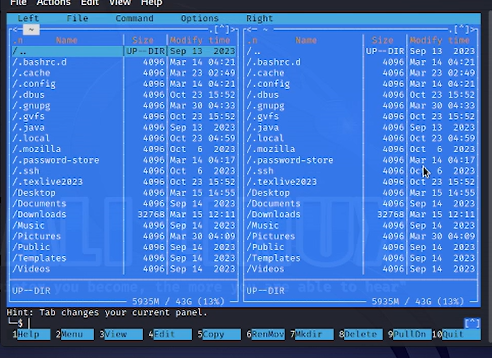 File Actions Edit View Help
Left File Command Options Right
~ .[^]> <- ~ .[^]>
.n Name Size Modify time .n Name Size Modify time
/.. UP--DIR Sep 13 2023 /.. UP--DIR Sep 13 2023
/.bashrc.d 4096 Mar 14 04:21 /.bashrc.d 4096 Mar 14 04:21
/.cache 4096 Mar 23 02:49 /.cache 4096 Mar 23 02:49
/.config 4096 Mar 14 04:21 /.config 4096 Mar 14 04:21
/.dbus 4096 Oct 23 15:52 /.dbus 4096 Oct 23 15:52
/.gnupg 4096 Mar 30 04:33 /.gnupg 4096 Mar 30 04:33
/.gvfs 4096 Oct 23 15:52 /.gvfs 4096 Oct 23 15:52
/.java 4096 Sep 13 2023 /.java 4096 Sep 13 2023
/.local 4096 Oct 23 04:59 /.local 4096 Oct 23 04:59
/.mozilla 4096 Oct 6 2023 /.mozilla 4096 Oct 6 2023
/.password-store 4096 Mar 14 04:17 /.password-store 4096 Mar 14 04:17
/.ssh 4096 Oct 6 2023 /.ssh 4096 Oct 6 2023
/.texlive2023 4096 Oct 23 15:52 /.texlive2023 4096 Oct 23 15:52
/Desktop 4096 Mar 15 14:55 /Desktop 4096 Mar 15 14:55
/Documents 4096 Sep 14 2023 /Documents 4096 Sep 14 2023
/Downloads 32768 Mar 15 12:11 /Downloads 32768 Mar 15 12:11
/Music 4096 Sep 14 2023 /Music 4096 Sep 14 2023
/Pictures 4096 Mar 30 04:09 /Pictures 4096 Mar 30 04:09
/Public 4096 Sep 14 2023 /Public 4096 Sep 14 2023
/Templates 4096 Sep 14 2023 /Templates 4096 Sep 14 2023
/Videos 4096 Sep 14 2023 /Videos 4096 Sep 14 2023
you become, the more you are able to hear"
UP--DIR UP--DIR
5935M / 43G (13%) 5935M / 43G (13%)
Hint: Tab changes your current panel.
$ [^]
1Help 2Menu 3View 4Edit 5Copy 6RenMov 7Mkdir 8Delete 9PullDn 10Quit